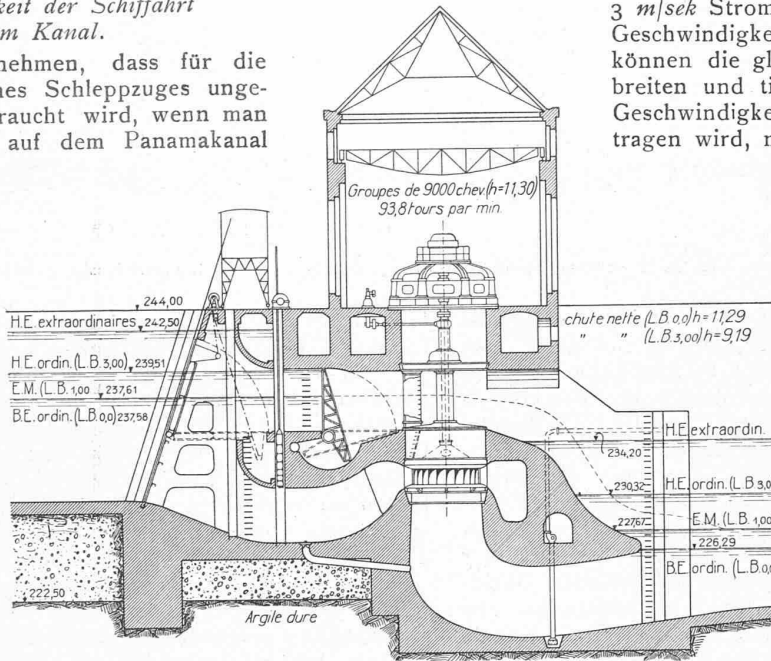 keit der Schiffahrt
m Kanal.
nehmen, dass für die
nes Schleppzuges unge-
raucht wird, wenn man
auf dem Panamakanal
3 m/sek Strom
Geschwindigke
können die gl
breiten und ti
Geschwindigke
tragen wird, n
Groupes de 9000 chev. (h=11,30)
93,8 tours par min.
244,00
H.E. extraordinaires 242,50
H.E. ordin. (L.B. 3,00) 239,51
E.M. (L.B. 1,00 237,61
B.E. ordin. (L.B. 0,0) 237,58
chute nette (L.B. 0,0) h=11,29
" " (L.B. 3,00) h=9,19
H.E. extraordin.
234,20
230,32 H.E. ordin. (L.B. 3,0
227,67 E.M. (L.B. 1,00
226,29
B.E. ordin. (L.B. 0,0
222,50
Argile dure